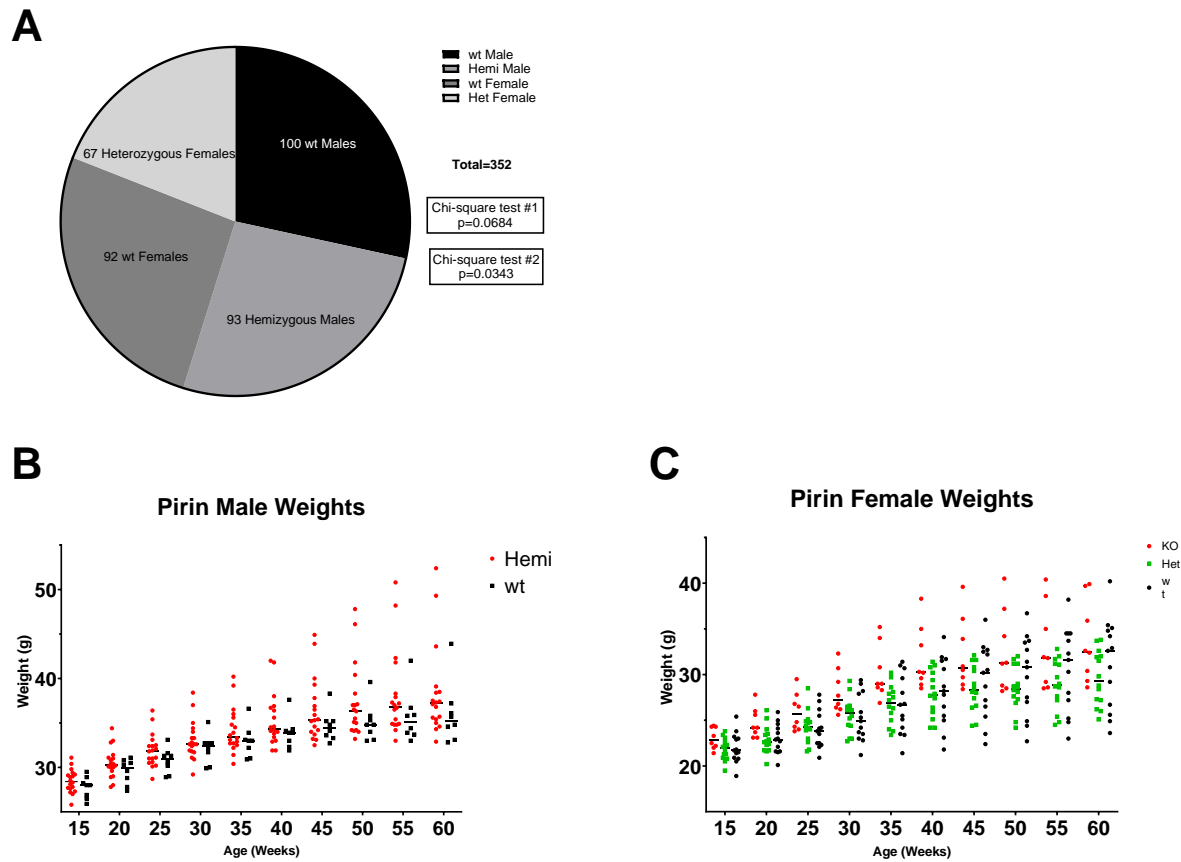 A
wt Male
Hemi Male
wt Female
Het Female
67 Heterozygous Females
100 wt Males
Total=352
Chi-square test #1
p=0.0684
92 wt Females
Chi-square test #2
p=0.0343
93 Hemizygous Males
B
Pirin Male Weights
Hemi
wt
50
40
30
Weight (g)
15 20 25 30 35 40 45 50 55 60
Age (Weeks)
C
Pirin Female Weights
KO
Het
w
t
40
30
20
Weight (g)
15 20 25 30 35 40 45 50 55 60
Age (Weeks)